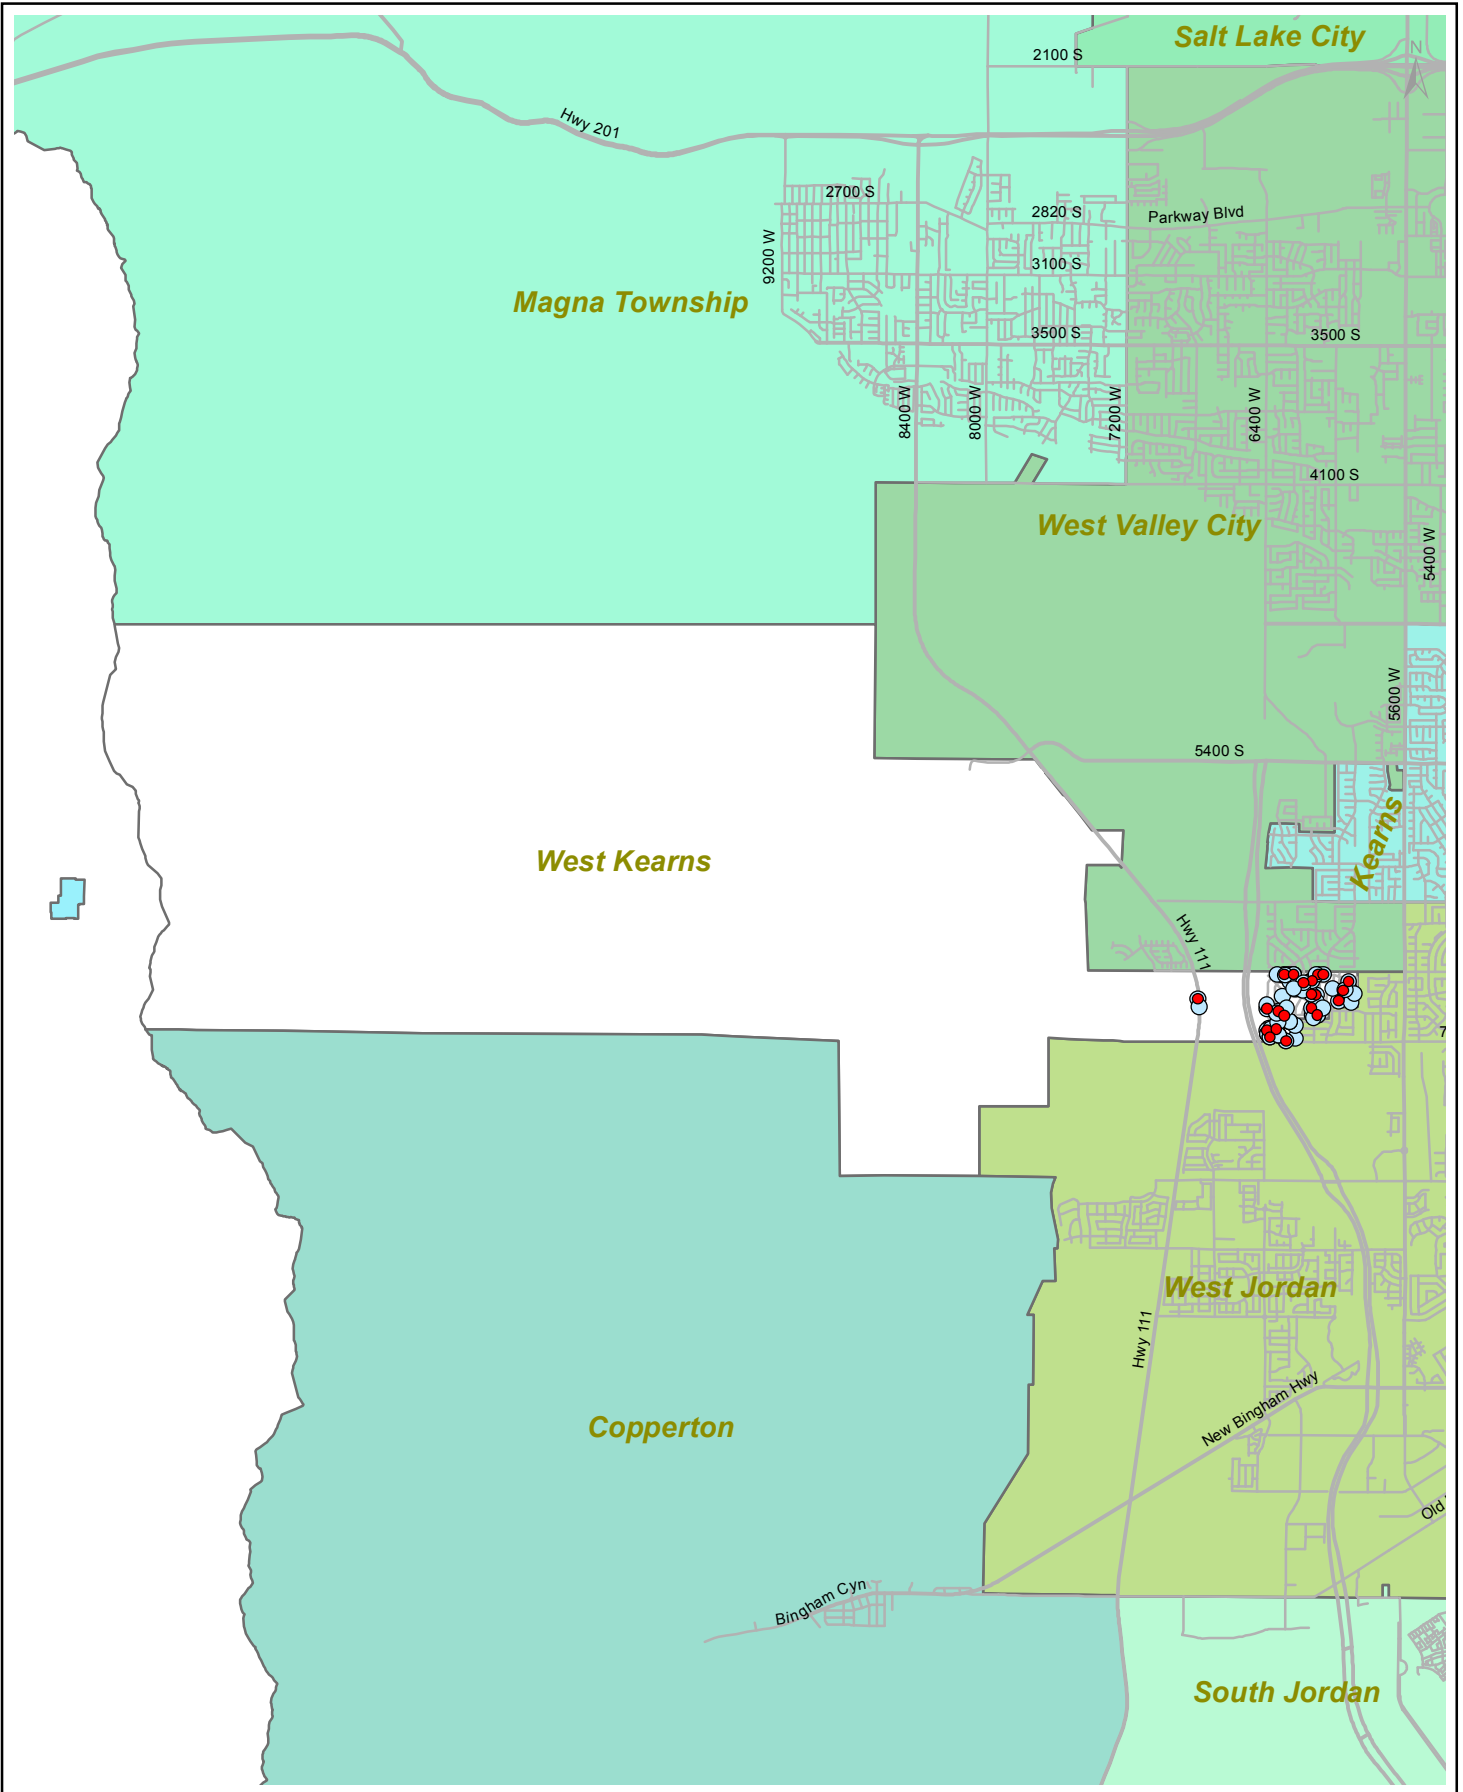 Salt Lake City
N
2100 S
Hwy 201
2700 S
2820 S
Parkway Blvd
9200 W
3100 S
Magna Township
3500 S
3500 S
8400 W
8000 W
7200 W
6400 W
4100 S
West Valley City
5400 W
5600 W
5400 S
Kearns
West Kearns
Hwy 111
7
West Jordan
Hwy 111
New Bingham Hwy
Copperton
Old
Bingham Cyn
South Jordan